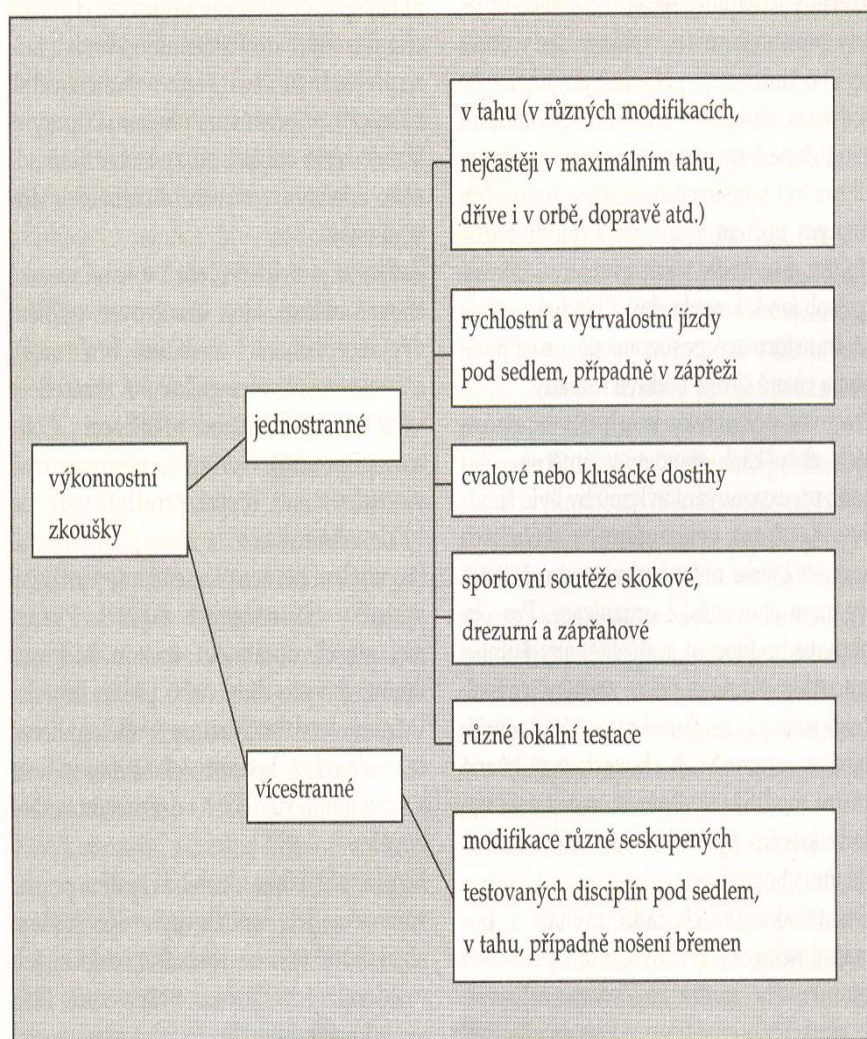 výkonnostní
zkoušky
jednostranné
vícestranné
v tahu (v různých modifikacích,
nejčastěji v maximálním tahu,
dříve i v orbě, dopravě atd.)
rychlostní a vytrvalostní jízdy
pod sedlem, případně v zápřeži
cvalové nebo klusácké dostihy
sportovní soutěže skokové,
drezurní a zápřahové
různé lokální testace
modifikace různě seskupených
testovaných disciplín pod sedlem,
v tahu, případně nošení břemen